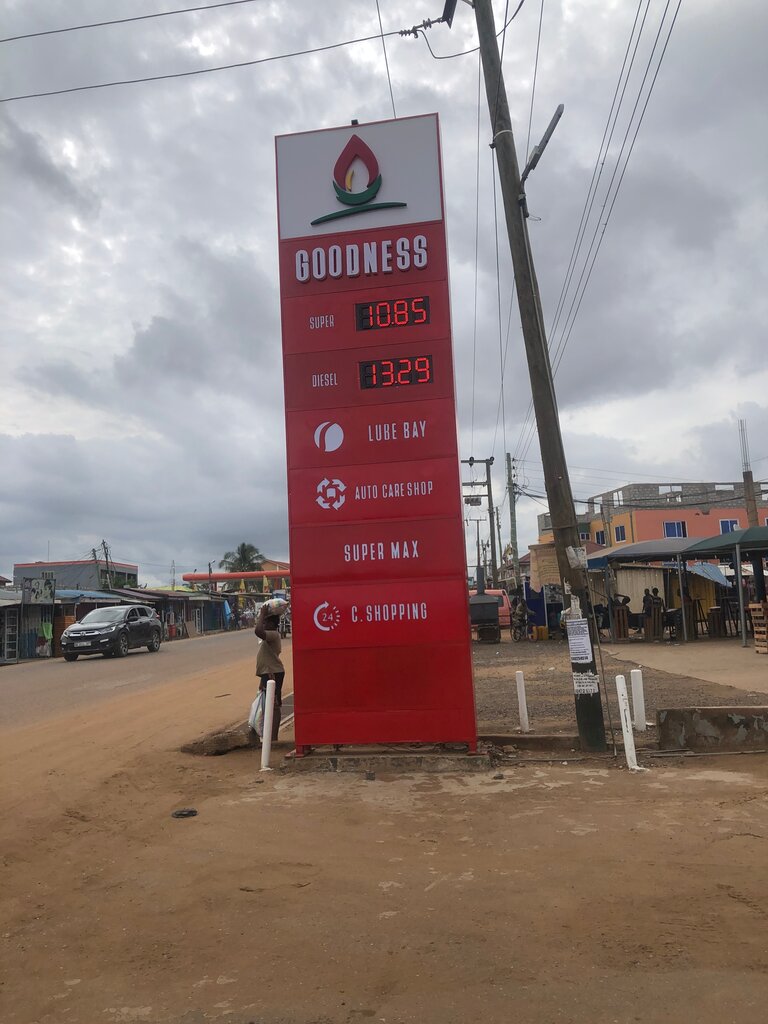 GOODNESS
SUPER 10.85
DIESEL 13.29
LUBE BAY
AUTO CARE SHOP
SUPER MAX
24 C. SHOPPING